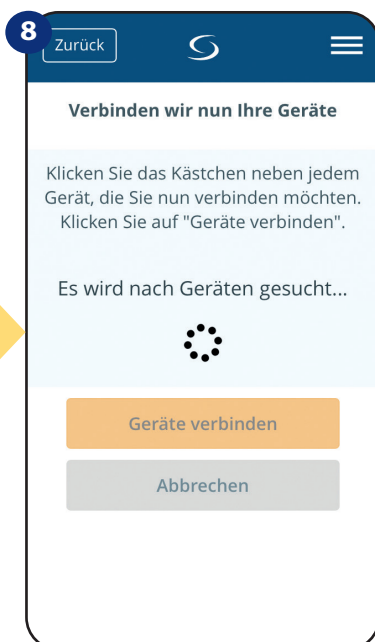 8
Zurück
Verbinden wir nun Ihre Geräte
Klicken Sie das Kästchen neben jedem
Gerät, die Sie nun verbinden möchten.
Klicken Sie auf "Geräte verbinden".
Es wird nach Geräten gesucht...
Geräte verbinden
Abbrechen